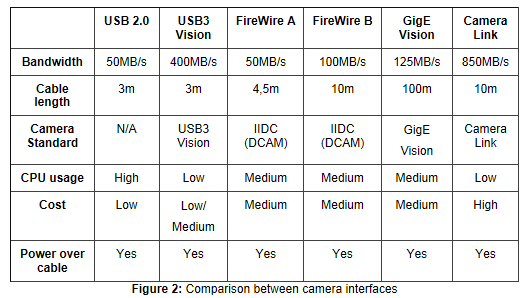 USB 2.0 USB3 Vision FireWire A FireWire B GigE Vision Camera Link
Bandwidth 50MB/s 400MB/s 50MB/s 100MB/s 125MB/s 850MB/s
Cable length 3m 3m 4,5m 10m 100m 10m
Camera Standard N/A USB3 Vision IIDC (DCAM) IIDC (DCAM) GigE Vision Camera Link
CPU usage High Low Medium Medium Medium Low
Cost Low Low/ Medium Medium Medium Medium High
Power over cable Yes Yes Yes Yes Yes Yes
Figure 2: Comparison between camera interfaces